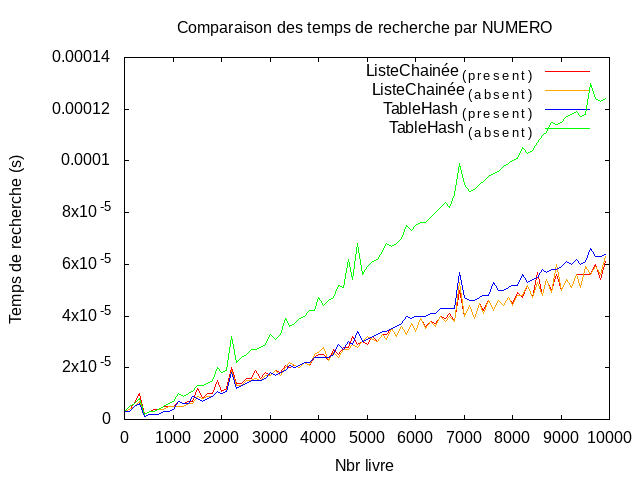 Comparaison des temps de recherche par NUMERO
0.00014
0.00012
0.0001
8x10-5
6x10-5
4x10-5
2x10-5
0
Temps de recherche (s)
ListeChainée (present)
ListeChainée (absent)
TableHash (present)
TableHash (absent)
0 1000 2000 3000 4000 5000 6000 7000 8000 9000 10000
Nbr livre